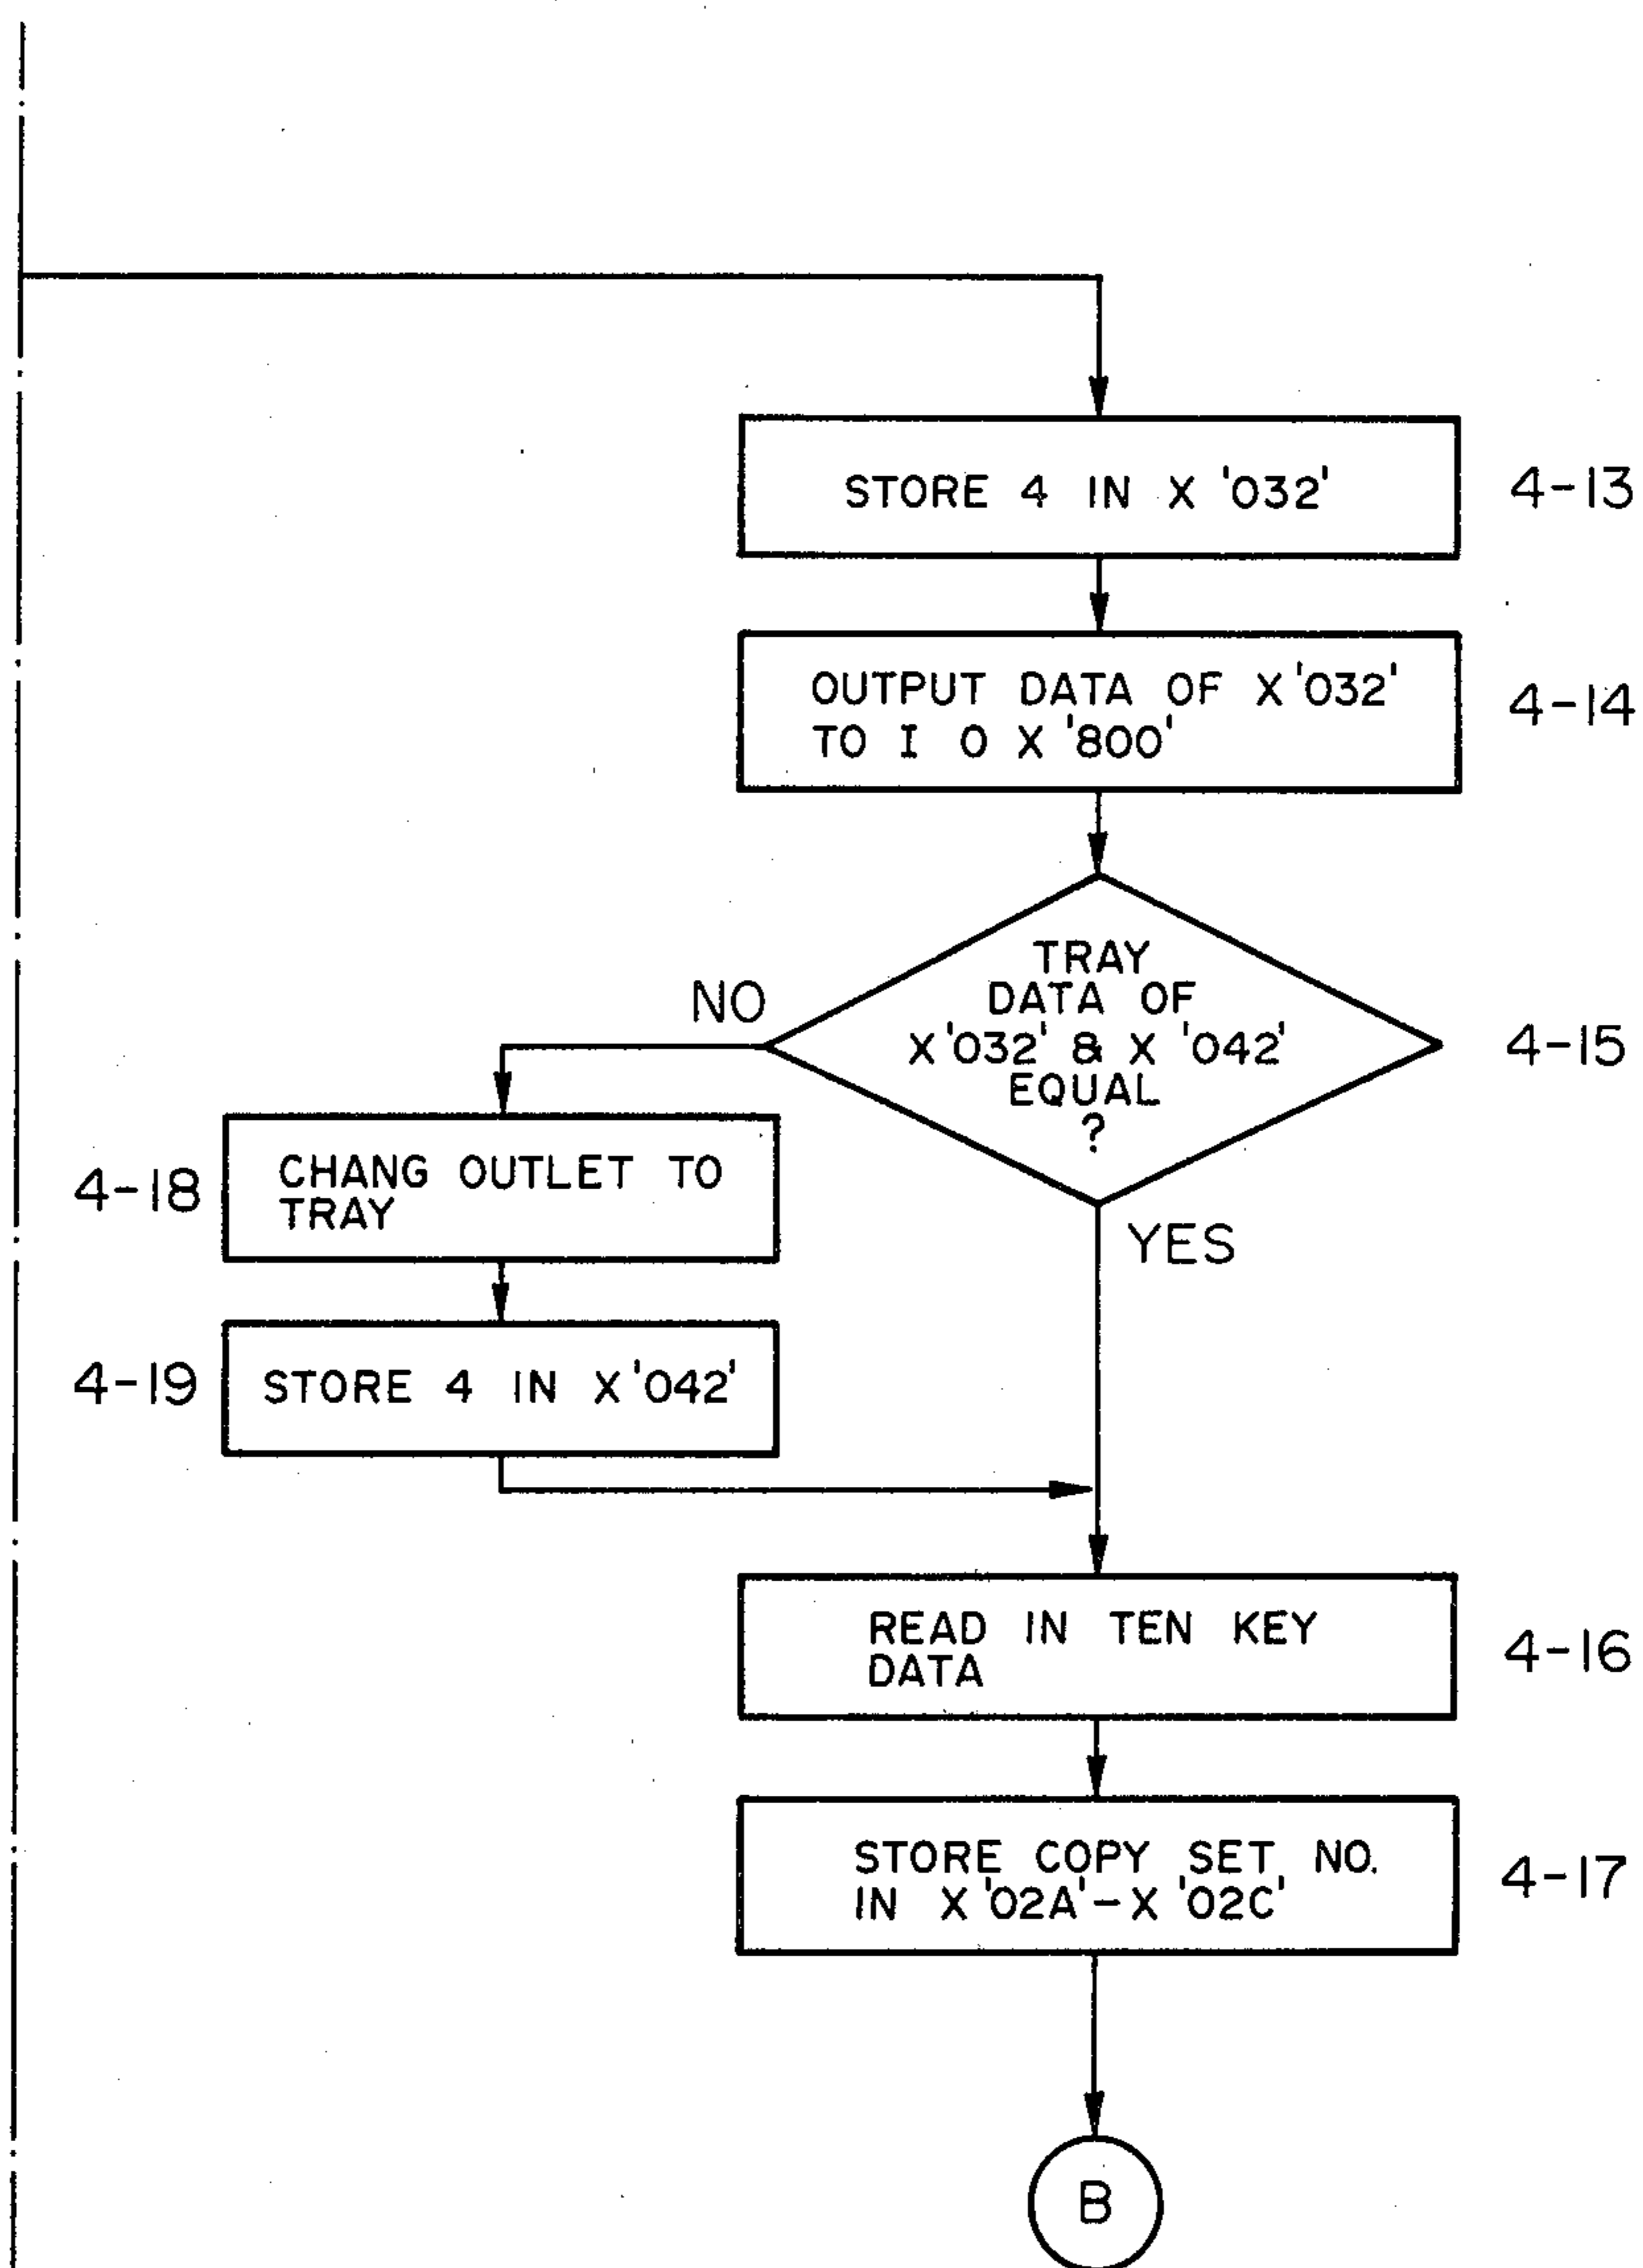 STORE 4 IN X '032'
4-13
OUTPUT DATA OF X '032'
TO I O X '800'
4-14
TRAY
DATA OF
X '032' & X '042'
EQUAL
?
4-15
NO
YES
4-18
CHANG OUTLET TO
TRAY
4-19
STORE 4 IN X '042'
READ IN TEN KEY
DATA
4-16
STORE COPY SET NO.
IN X '02A' - X '02C'
4-17
B